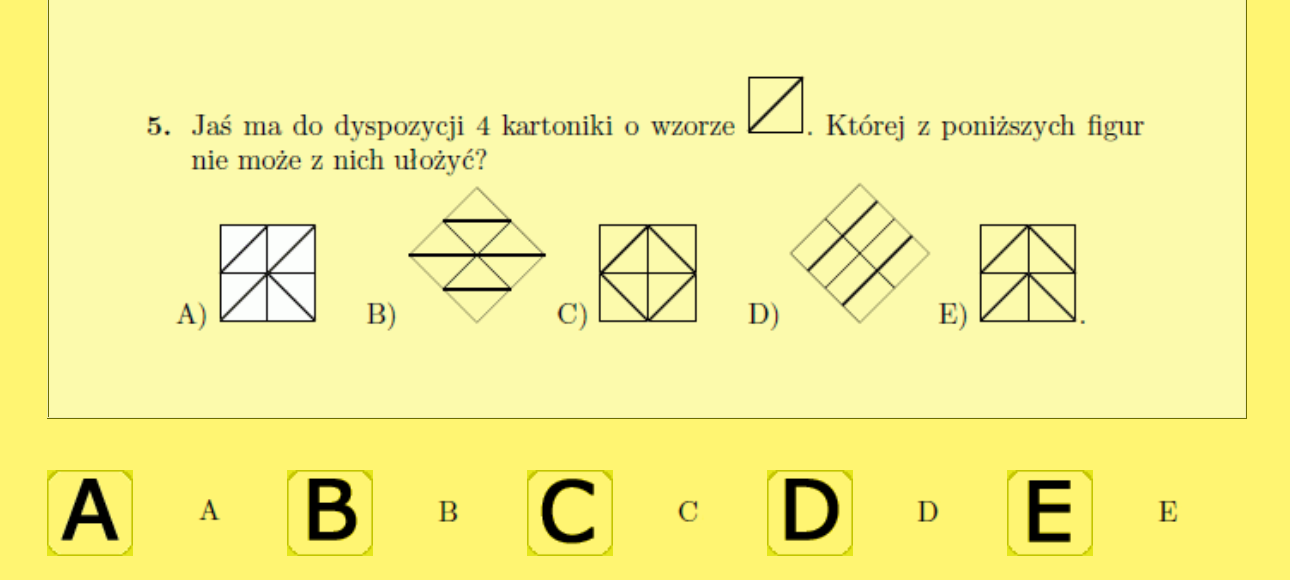 5. Jaś ma do dyspozycji 4 kartoniki o wzorze . Której z poniższych figur
nie może z nich ułożyć?
A) B) C) D) E) .
A A B B C C D D E E